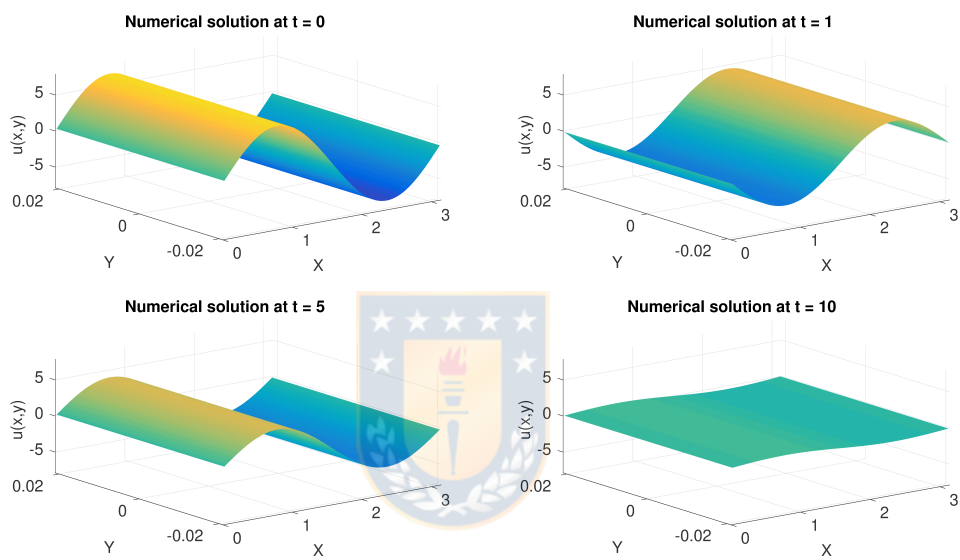 Numerical solution at t = 0
5
0
-5
u(x,y)
0.02
0
-0.02
Y
0
1
2
3
X
Numerical solution at t = 1
5
0
-5
u(x,y)
0.02
0
-0.02
Y
0
1
2
3
X
Numerical solution at t = 5
5
0
-5
u(x,y)
0.02
0
-0.02
Y
0
1
2
3
X
Numerical solution at t = 10
5
0
-5
u(x,y)
0.02
0
-0.02
Y
0
1
2
3
X